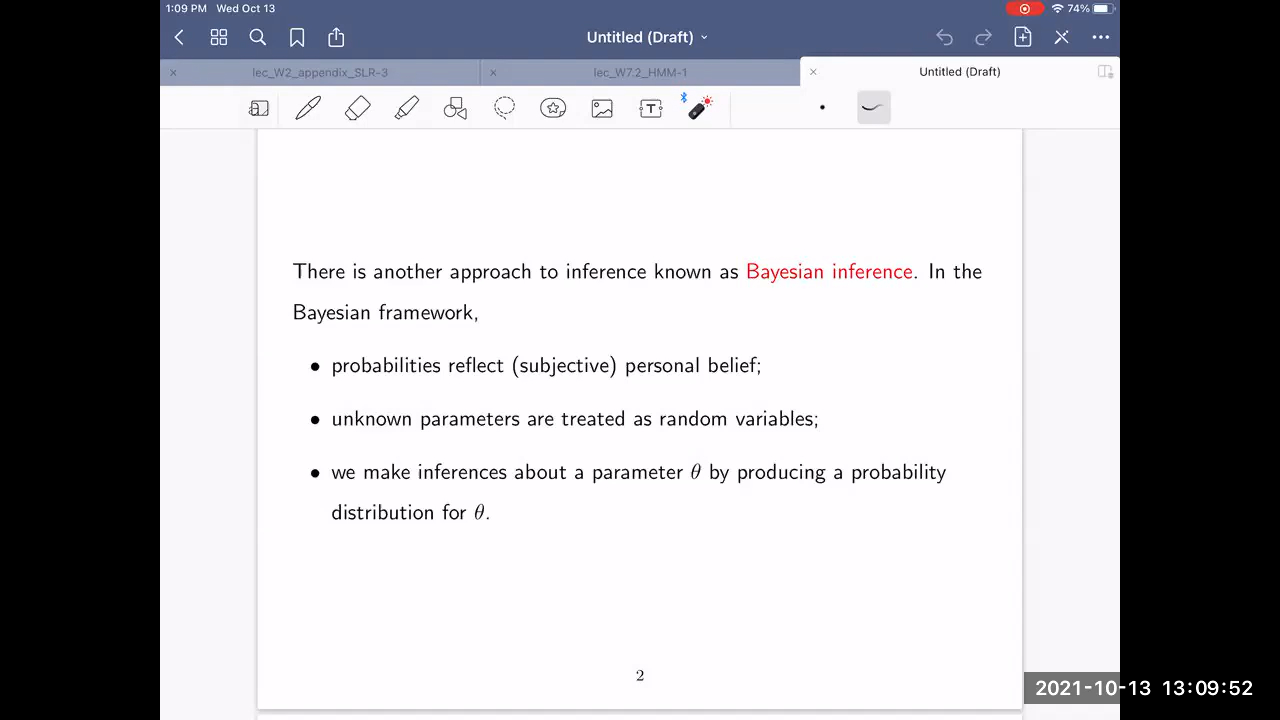 1:09 PM Wed Oct 13
74%
Untitled (Draft)
lec_W2_appendix_SLR-3
lec_W7.2_HMM-1
Untitled (Draft)
There is another approach to inference known as Bayesian inference. In the
Bayesian framework,
• probabilities reflect (subjective) personal belief;
• unknown parameters are treated as random variables;
• we make inferences about a parameter θ by producing a probability
distribution for θ.
2
2021-10-13 13:09:52